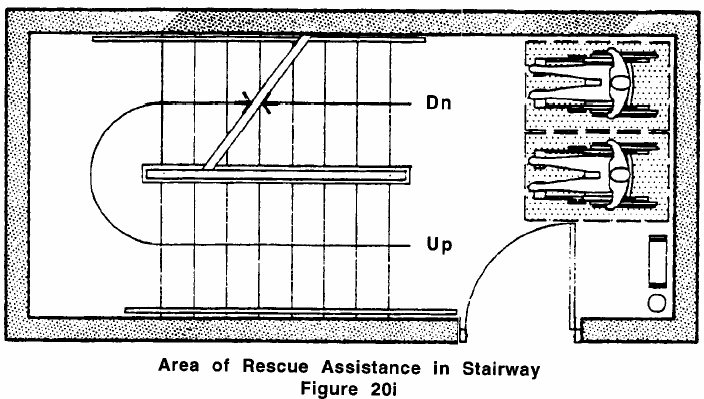 Dn
Up
Area of Rescue Assistance in Stairway
Figure 20i